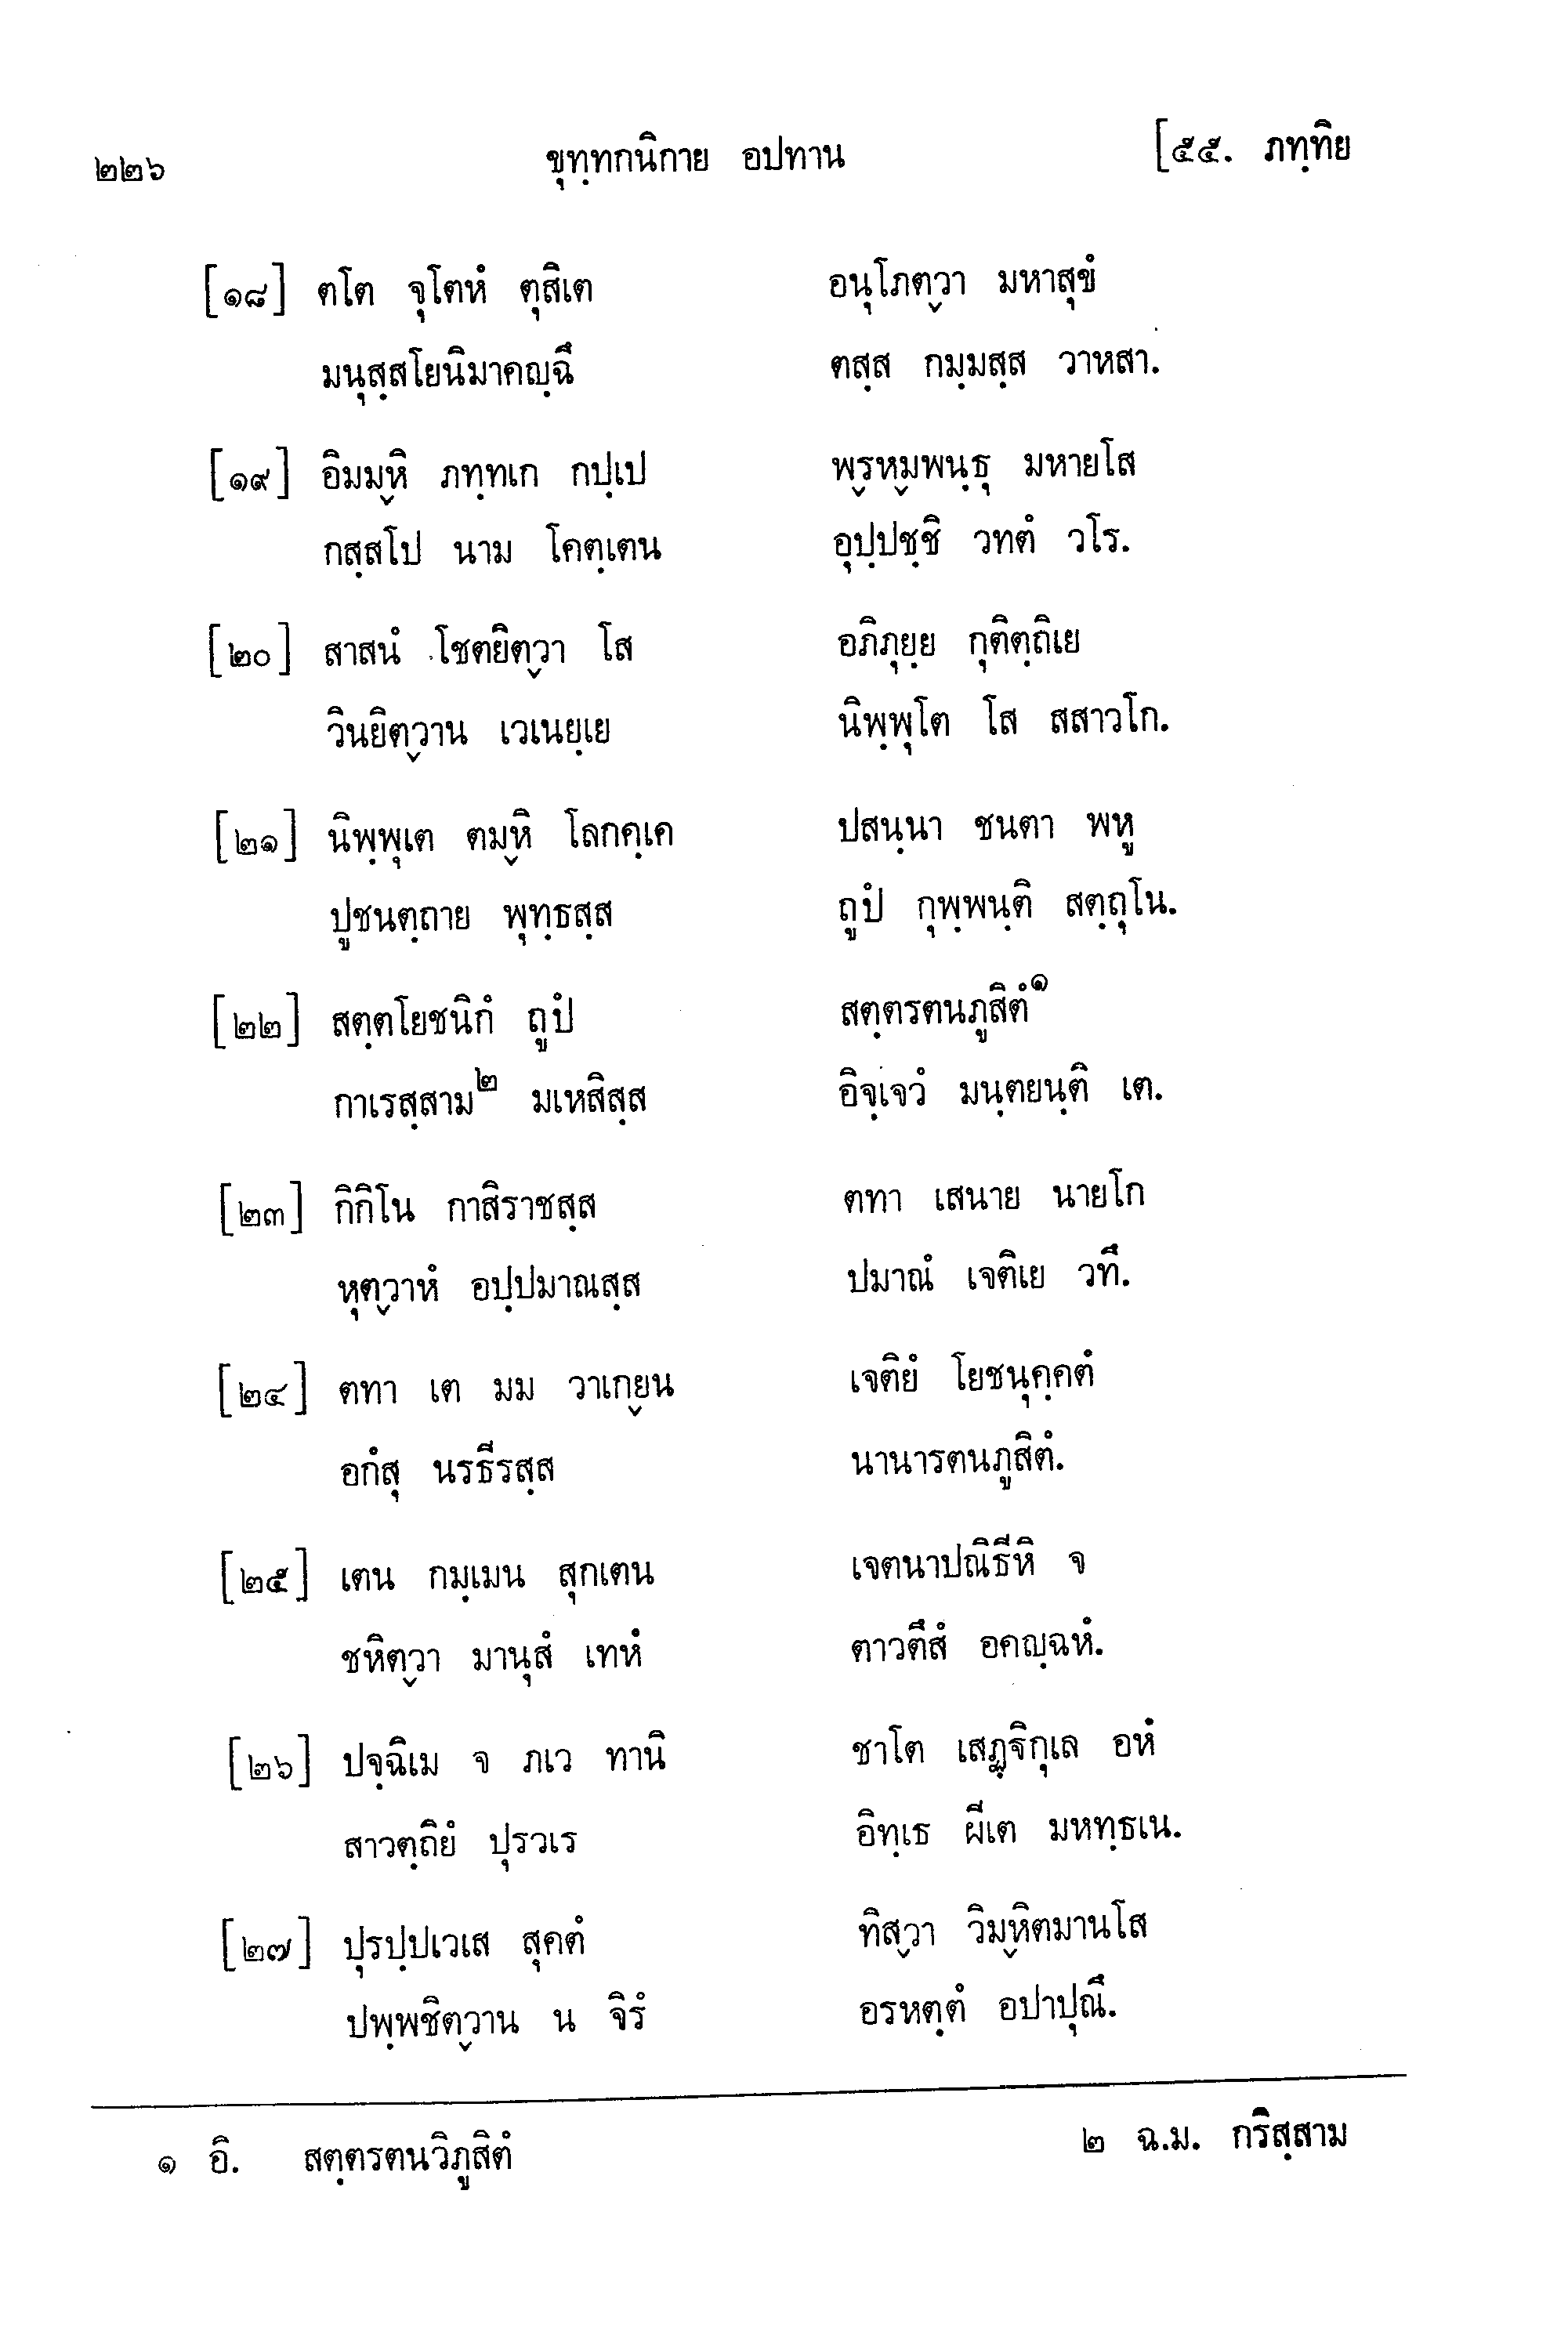 ๒๒๖ ขุทฺทกนิกาย อปทาน [๕๕. ภทฺทิย
[๑๘] ตโต จุโตหํ ตุสิเต อนุโภตฺวา มหาสุขํ
มนุสฺสโยนิมาคญฺฉึ ตสฺส กมฺมสฺส วาหสา.
[๑๙] อิมมฺหิ ภทฺทเก กปฺเป พฺรหฺมพนฺธุ มหายโส
กสฺสโป นาม โคตฺเตน อุปฺปชฺชิ วทตํ วโร.
[๒๐] สาสนํ โชตยิตฺวา โส อภิภุยฺย กุติตฺถิเย
วินยิตฺวาน เวเนยฺเย นิพฺพุโต โส สสาวโก.
[๒๑] นิพฺพุเต ตมฺหิ โลกคฺเค ปสนฺนา ชนตา พหู
ปูชนตฺถาย พุทฺธสฺส ถูปํ กุพฺพนฺติ สตฺถุโน.
[๒๒] สตฺตโยชนิกํ ถูปํ สตฺตรตนภูสิตํ๑
กาเรสฺสาม๒ มเหสิสฺส อิจฺเจวํ มนฺตยนฺติ เต.
[๒๓] กิกิโน กาสิราชสฺส ตทา เสนาย นายโก
หุตฺวาหํ อปฺปมาณสฺส ปมาณํ เจติเย วทึ.
[๒๔] ตทา เต มม วาเกฺยน เจติยํ โยชนุคฺคตํ
อกํสุ นรธีรสฺส นานารตนภูสิตํ.
[๒๕] เตน กมฺเมน สุกเตน เจตนาปณิธีหิ จ
ชหิตฺวา มานุสํ เทหํ ตาวตึสํ อคญฺฉหํ.
[๒๖] ปจฺฉิเม จ ภเว ทานิ ชาโต เสฏฺฐิกุเล อหํ
สาวตฺถิยํ ปุรวเร อิทฺเธ ผีเต มหทฺธเน.
[๒๗] ปุรปฺปเวเส สุคตํ ทิสฺวา วิมฺหิตมานโส
ปพฺพชิตฺวาน น จิรํ อรหตฺตํ อปาปุณึ.
๑ อิ. สตฺตรตนวิภูสิตํ ๒ ฉ.ม. กริสฺสาม